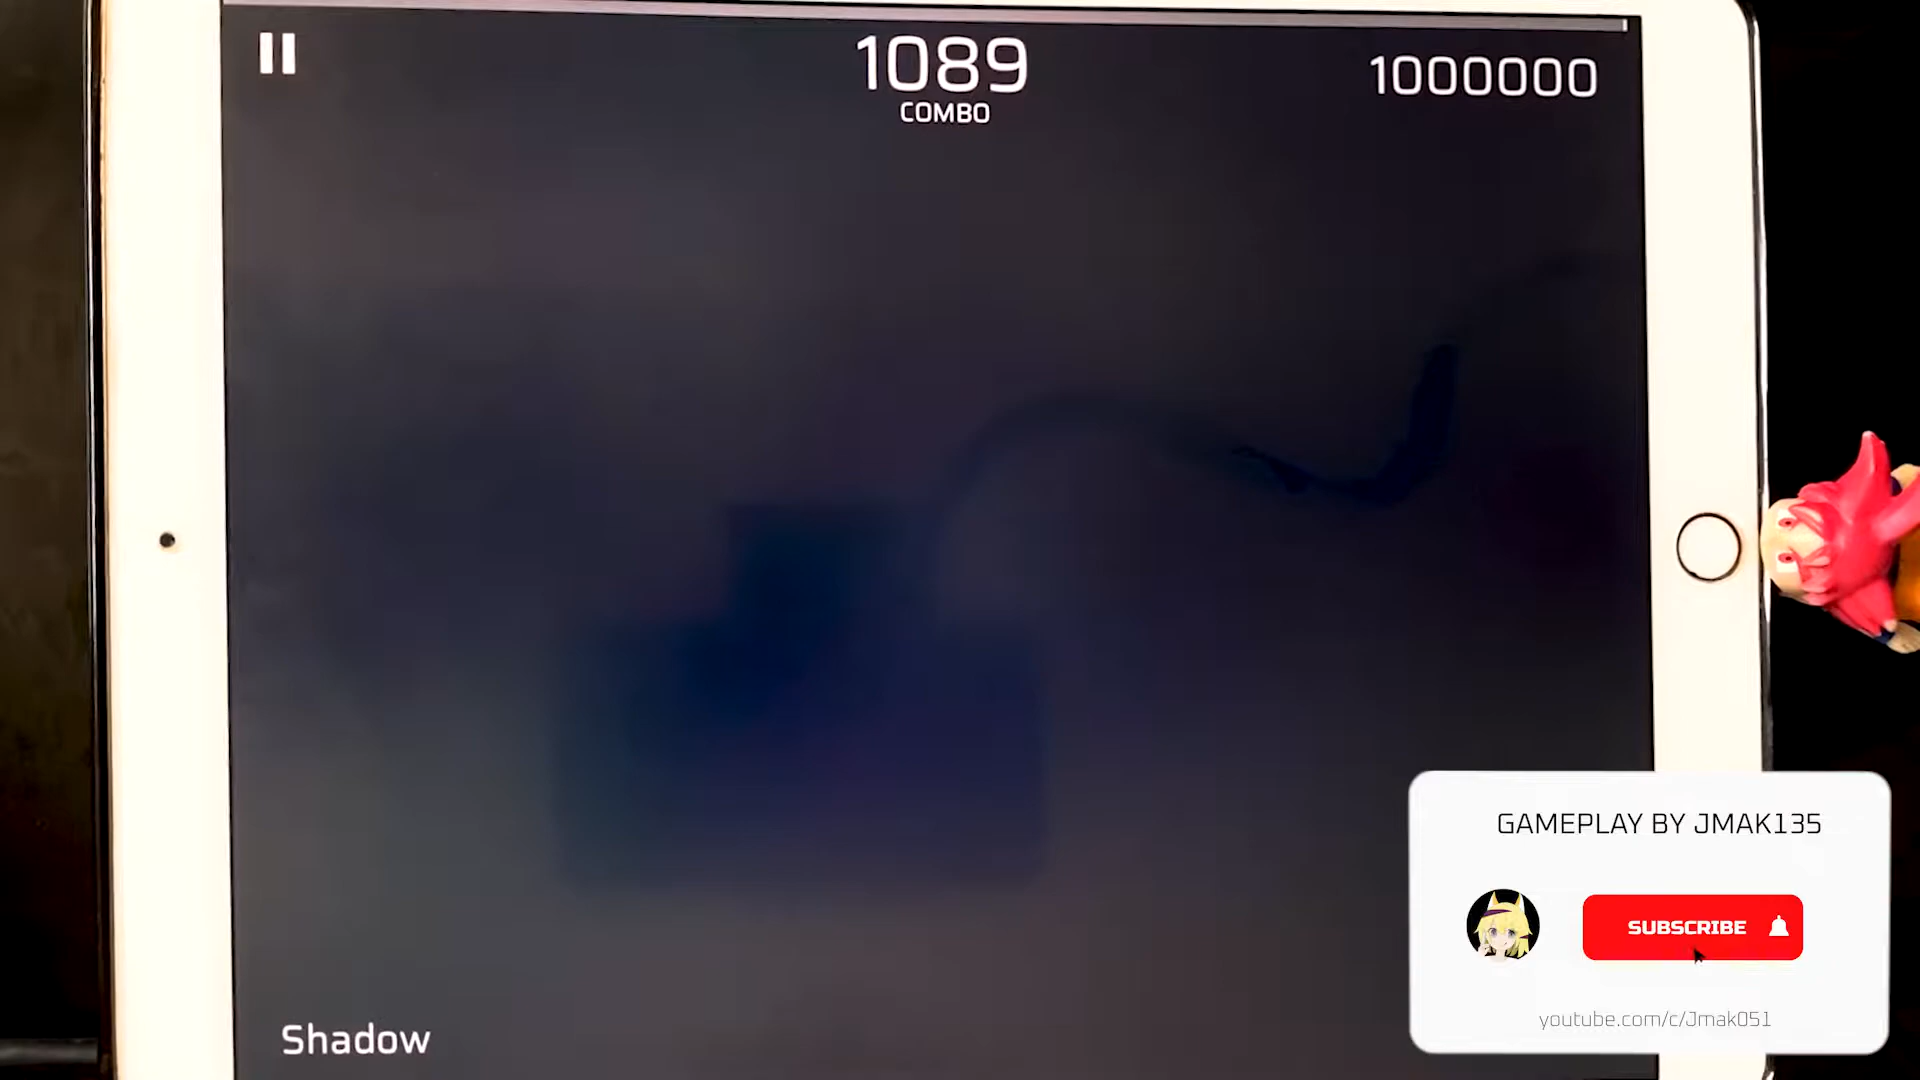 1089
COMBO
1000000
GAMEPLAY BY JMAK135
SUBSCRIBE
youtube.com/c/Jmak051
Shadow